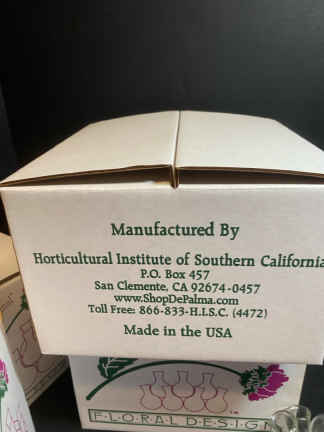 Manufactured By
Horticultural Institute of Southern California
P.O. Box 457
San Clemente, CA 92674-0457
www.ShopDePalma.com
Toll Free: 866-833-H.I.S.C. (4472)
Made in the USA
F·L·O·R·A·L D·E·S·I·G·N